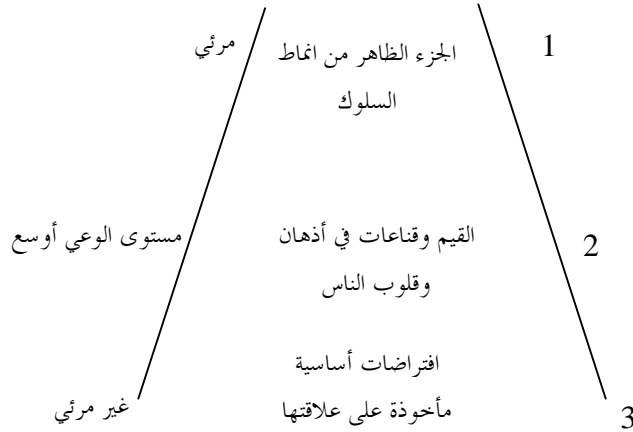 1
مرئي
الجزء الظاهر من انماط
السلوك
2
مستوى الوعي أوسع
القيم وقناعات في أذهان
وقلوب الناس
افتراضات أساسية
3
غير مرئي
مأخوذة على علاقتها